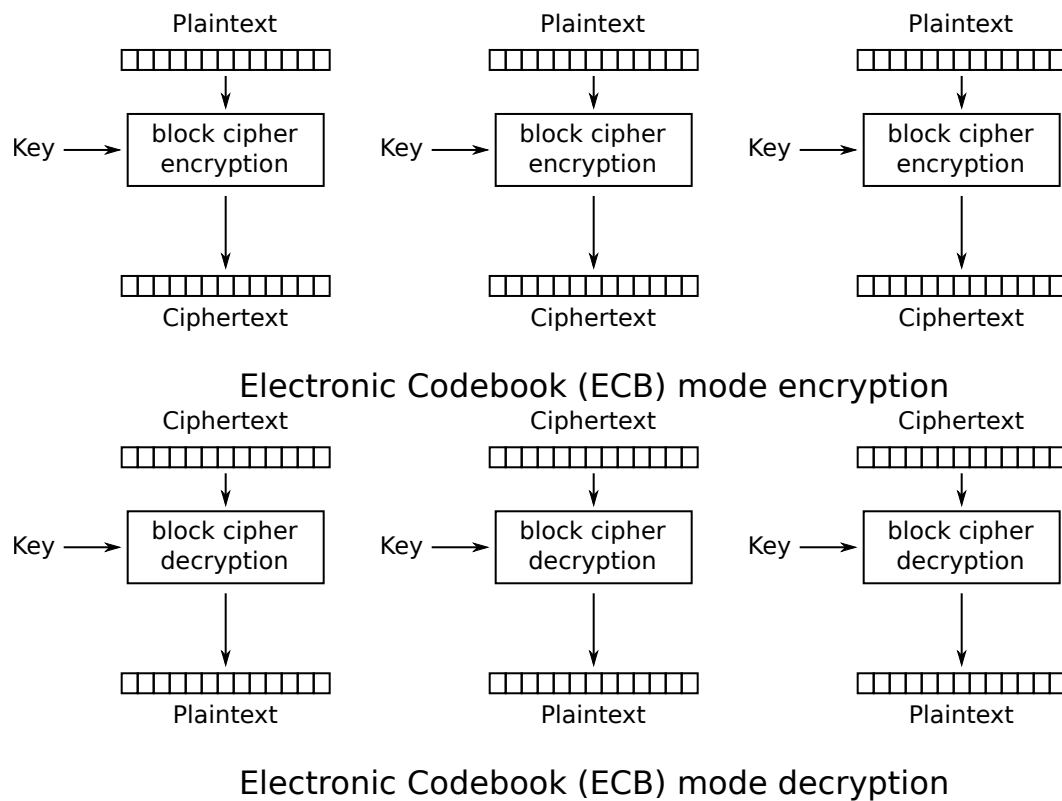 Plaintext Plaintext Plaintext
Key block cipher encryption Key block cipher encryption Key block cipher encryption
Ciphertext Ciphertext Ciphertext
Electronic Codebook (ECB) mode encryption
Ciphertext Ciphertext Ciphertext
Key block cipher decryption Key block cipher decryption Key block cipher decryption
Plaintext Plaintext Plaintext
Electronic Codebook (ECB) mode decryption